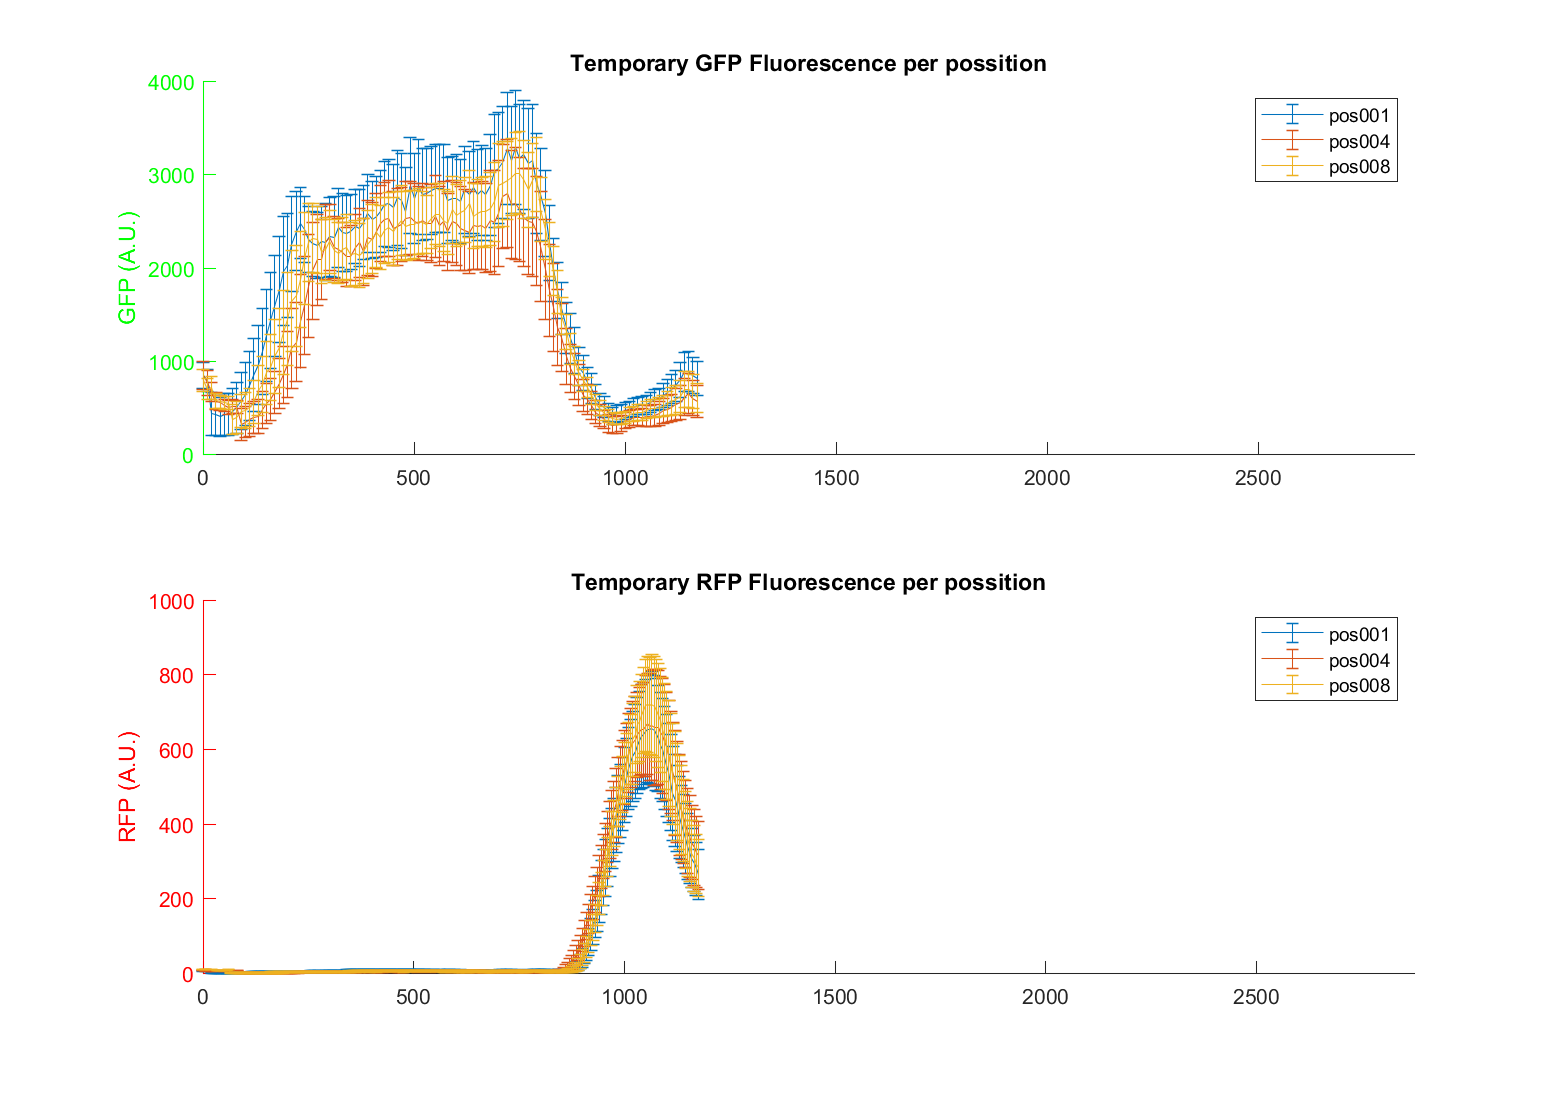 Temporary GFP Fluorescence per possition
4000
3000
2000
1000
0
GFP (A.U.)
pos001
pos004
pos008
0 500 1000 1500 2000 2500
Temporary RFP Fluorescence per possition
1000
800
600
400
200
0
RFP (A.U.)
pos001
pos004
pos008
0 500 1000 1500 2000 2500